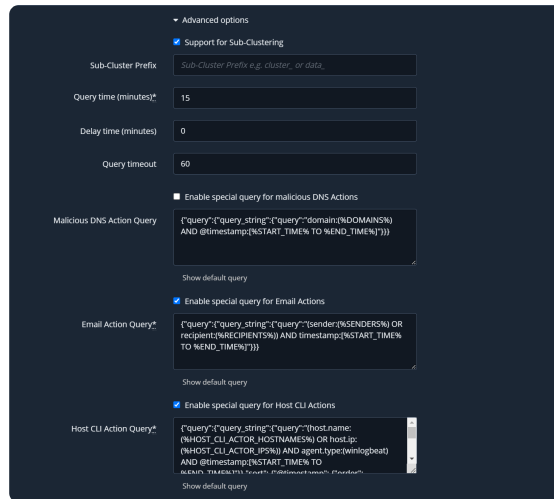 Advanced options
Support for Sub-Clustering
Sub-Cluster Prefix
Sub-Cluster Prefix e.g. cluster_ or data_
Query time (minutes)*
15
Delay time (minutes)
0
Query timeout
60
Enable special query for malicious DNS Actions
Malicious DNS Action Query
{"query":{"query_string":{"query":"domain:(%DOMAINS%)
AND @timestamp:[%START_TIME% TO %END_TIME%]"}}}
Show default query
Enable special query for Email Actions
Email Action Query*
{"query":{"query_string":{"query":"(sender:(%SENDERS%) OR
recipient:(%RECIPIENTS%)) AND timestamp:[%START_TIME%
TO %END_TIME%]"}}}
Show default query
Enable special query for Host CLI Actions
Host CLI Action Query*
{"query":{"query_string":{"query":"(host.name:
(%HOST_CLI_ACTOR_HOSTNAMES%) OR host.ip:
(%HOST_CLI_ACTOR_IPS%)) AND agent.type:(winlogbeat)
AND @timestamp:[%START_TIME% TO
%END_TIME%]"}},"sort": {"@timestamp": {"order":
Show default query